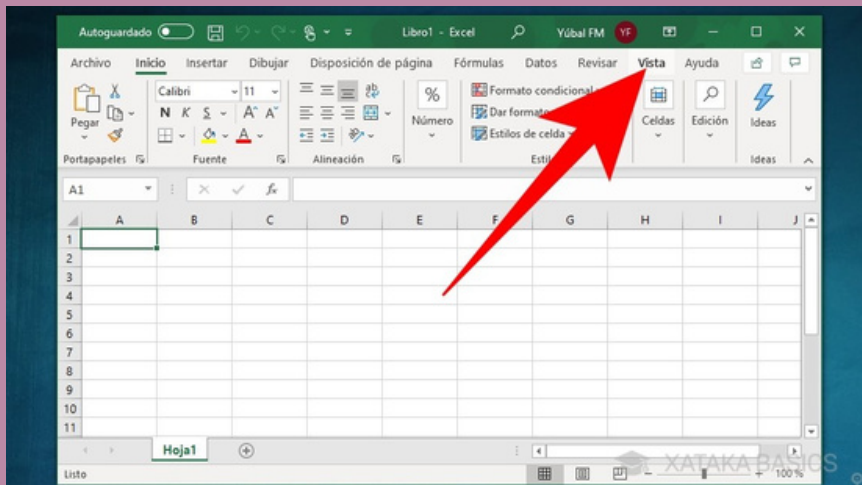 Autoguardado Libro1 - Excel Yúbal FM YF
Archivo Inicio Insertar Dibujar Disposición de página Fórmulas Datos Revisar Vista Ayuda
Calibri 11
Pegar
N K S
A A
A
%
Número
Formato condicional
Dar formato
Estilos de celda
Celdas
Edición
Ideas
Portapapeles Fuente Alineación Ideas
A1 fx
A B C D E F G H I J
1
2
3
4
5
6
7
8
9
10
11
Hoja1
Listo
100 %
XATAKA BASICS